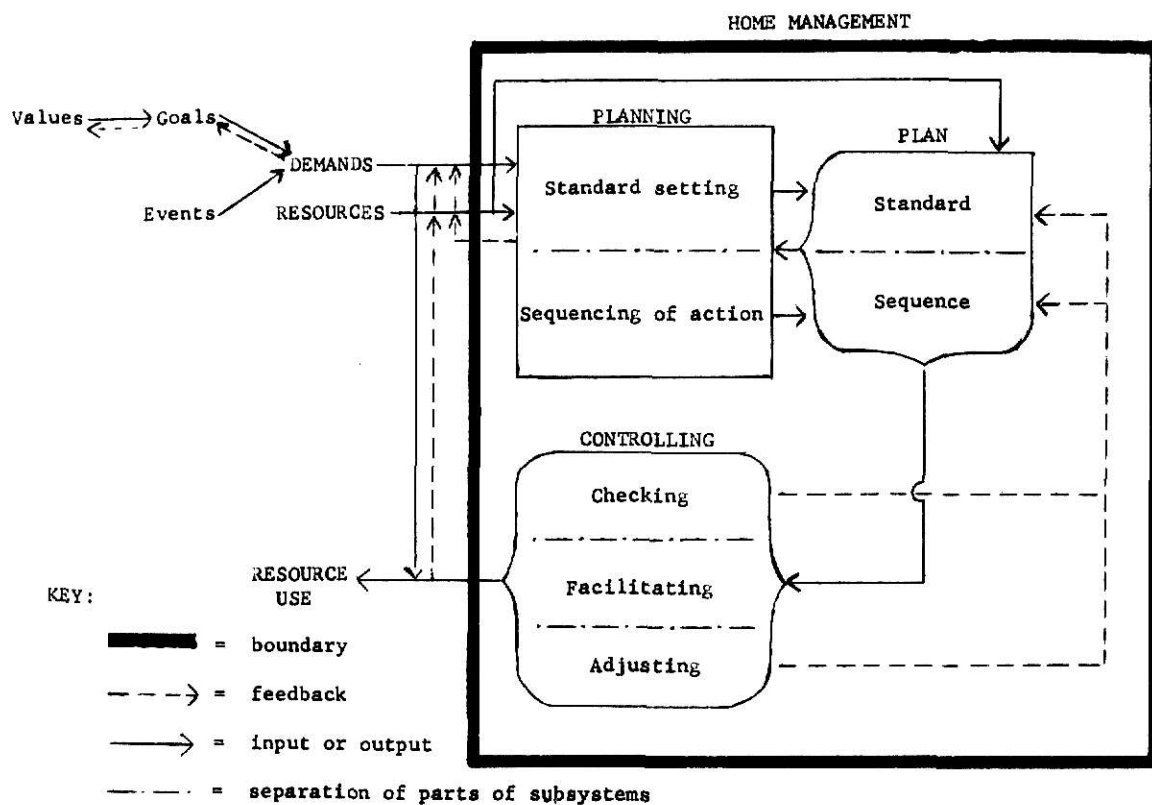 HOME MANAGEMENT
Values
Goals
DEMANDS
Events
RESOURCES
PLANNING
Standard setting
Sequencing of action
PLAN
Standard
Sequence
CONTROLLING
Checking
Facilitating
Adjusting
RESOURCE
USE
KEY:
= boundary
= feedback
= input or output
= separation of parts of subsystems